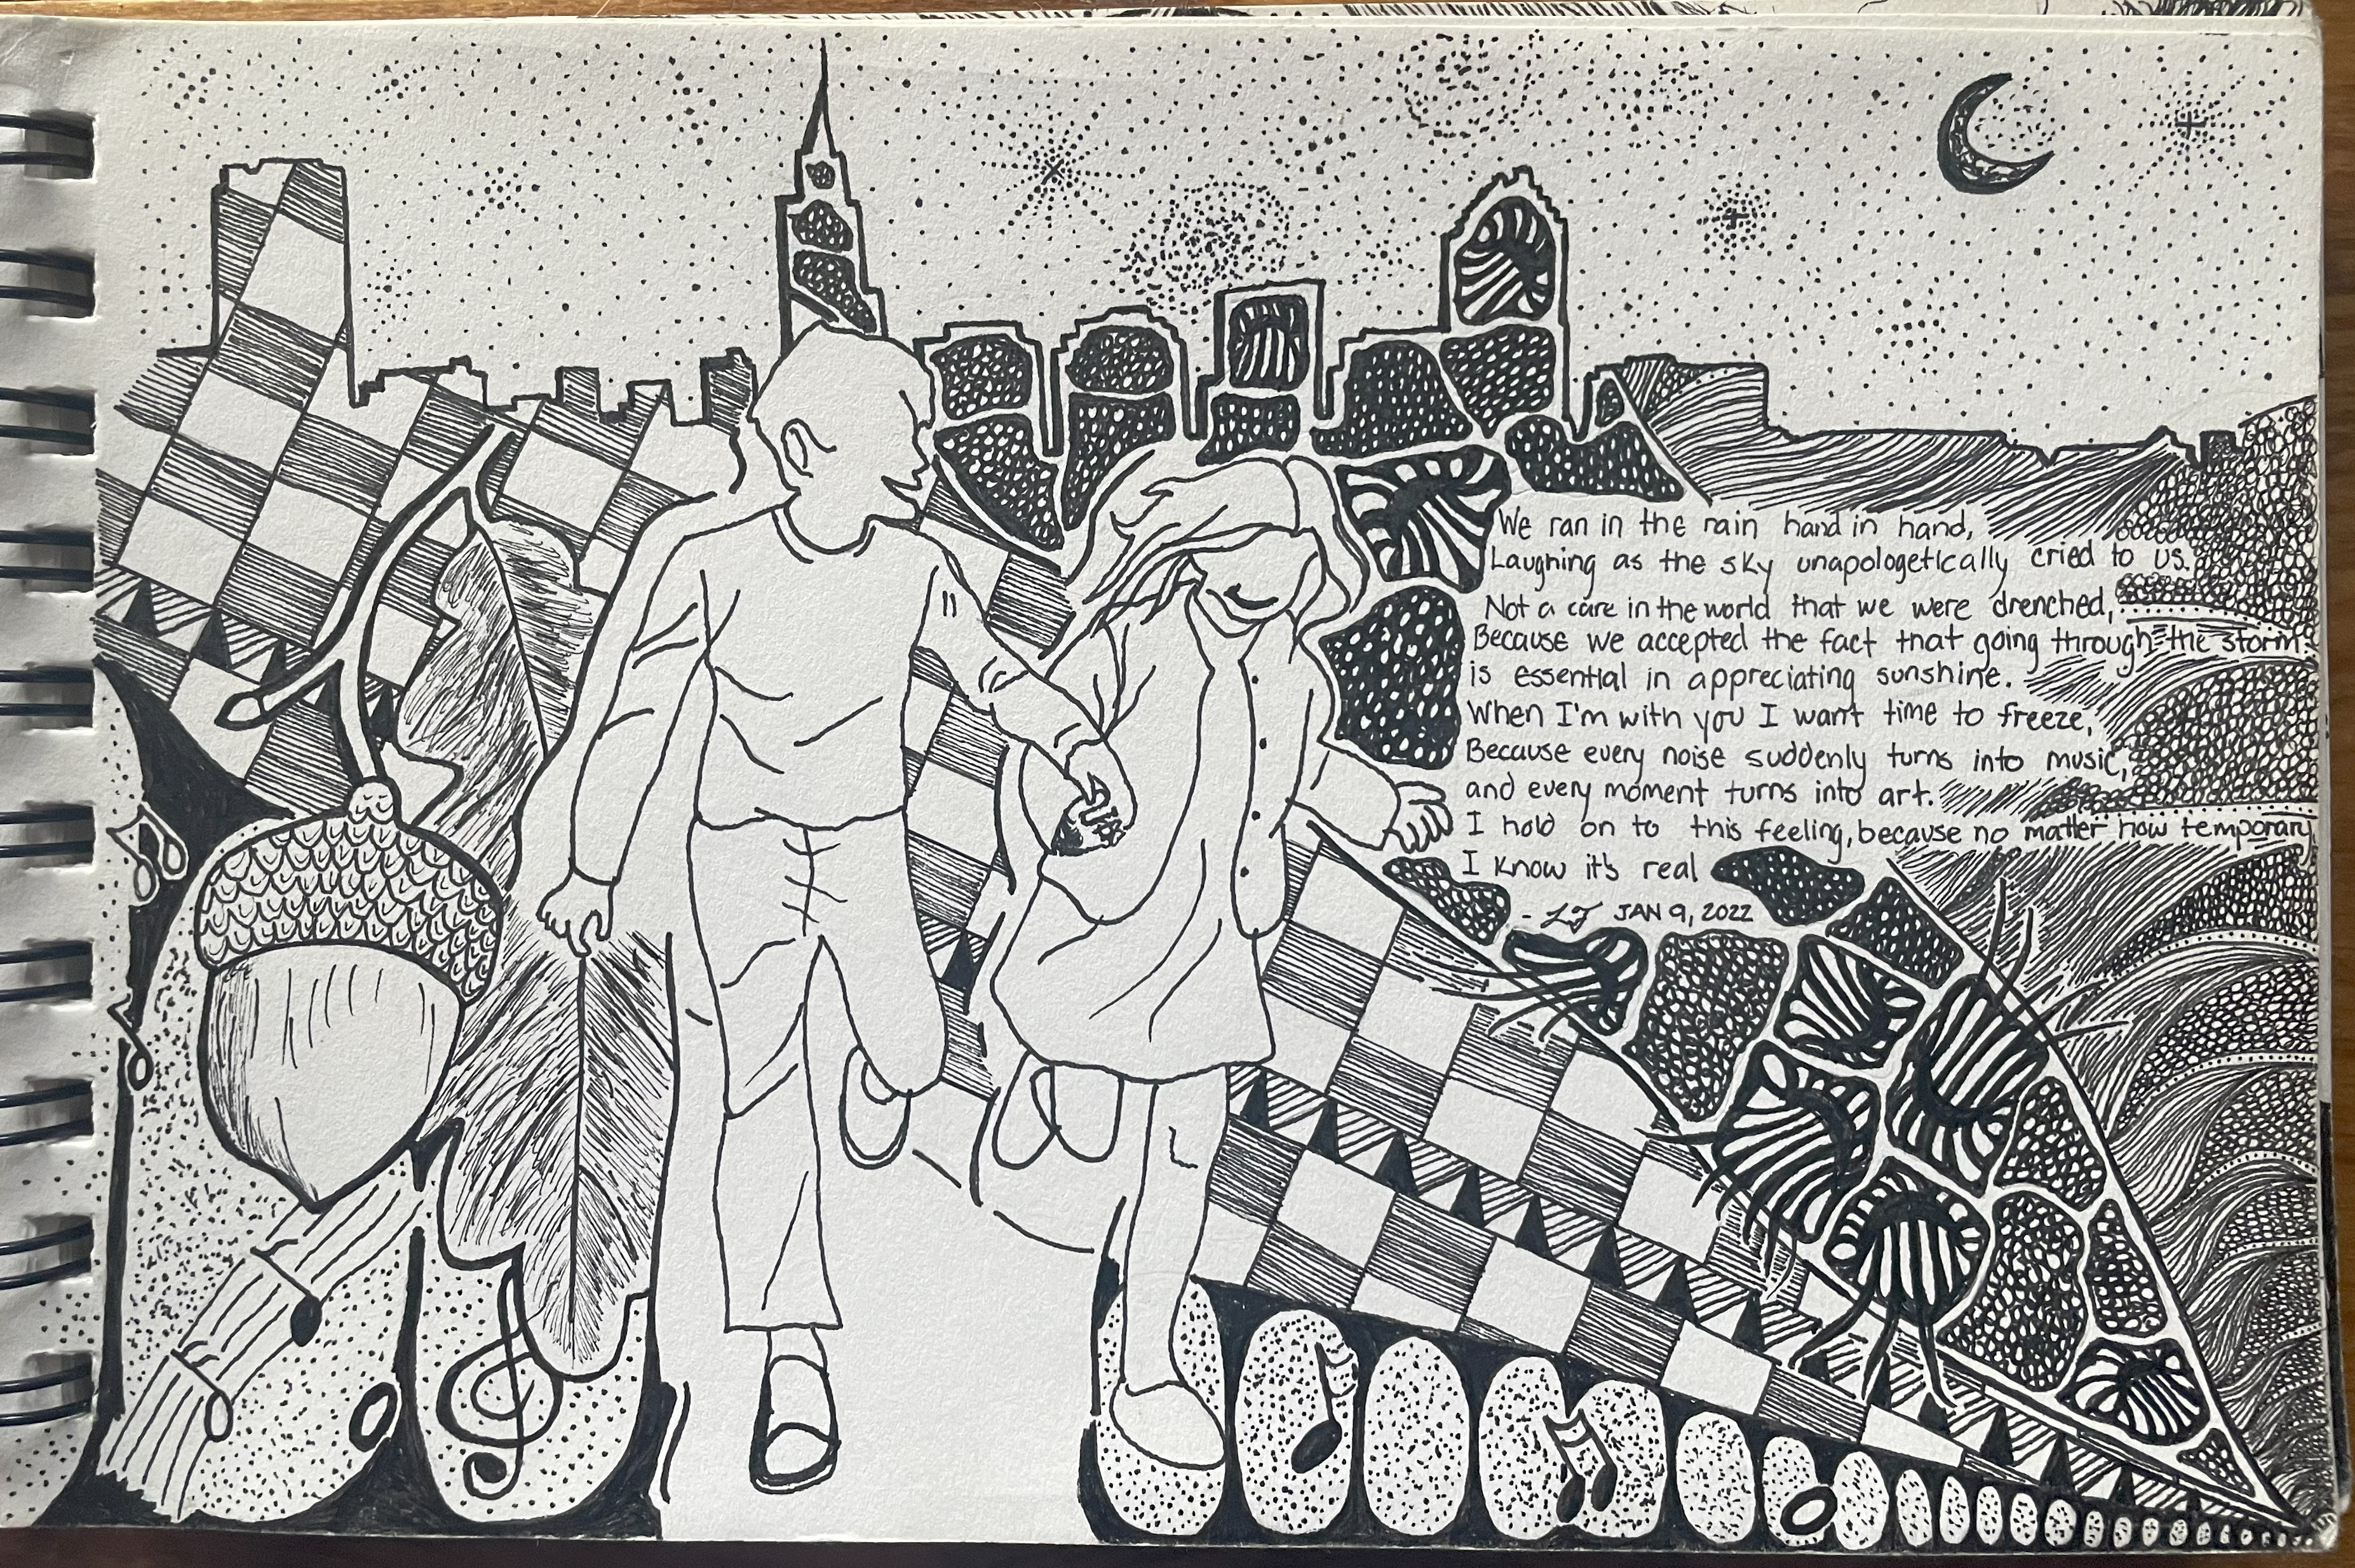 We ran in the rain hand in hand,
Laughing as the sky unapologetically cried to us.
Not a care in the world that we were drenched,
Because we accepted the fact that going through the storm
is essential in appreciating sunshine.
When I'm with you I want time to freeze,
Because every noise suddenly turns into music,
and every moment turns into art.
I hold on to this feeling, because no matter how temporary,
I know it's real
JAN 9, 2022